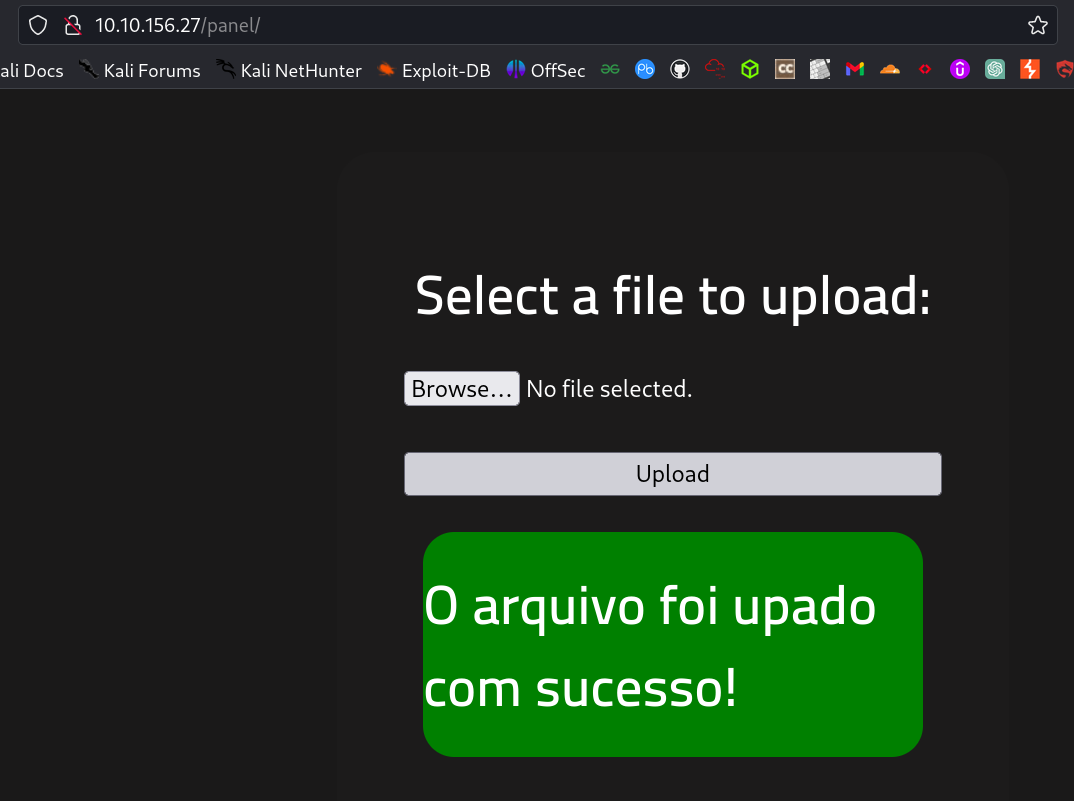 10.10.156.27/panel/
ali Docs Kali Forums Kali NetHunter Exploit-DB OffSec
Select a file to upload:
Browse... No file selected.
Upload
O arquivo foi upado
com sucesso!